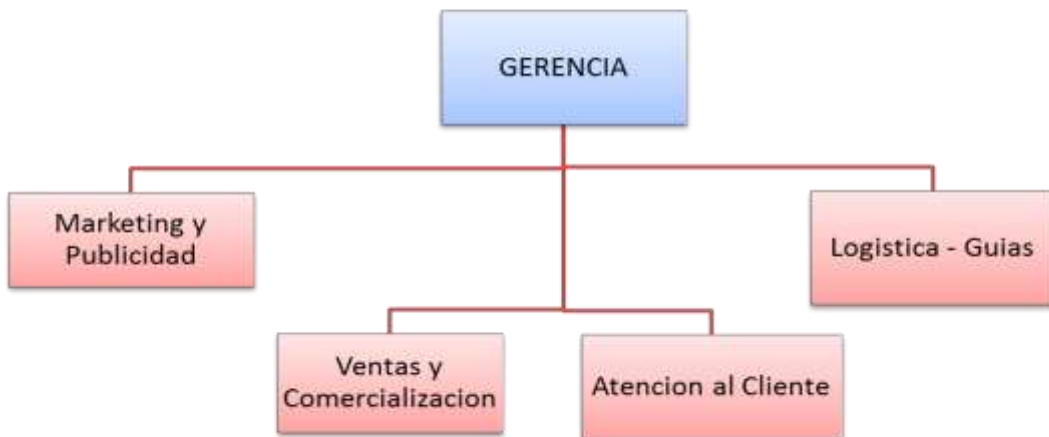 GERENCIA
Marketing y
Publicidad
Logistica - Guias
Ventas y
Comercializacion
Atencion al Cliente